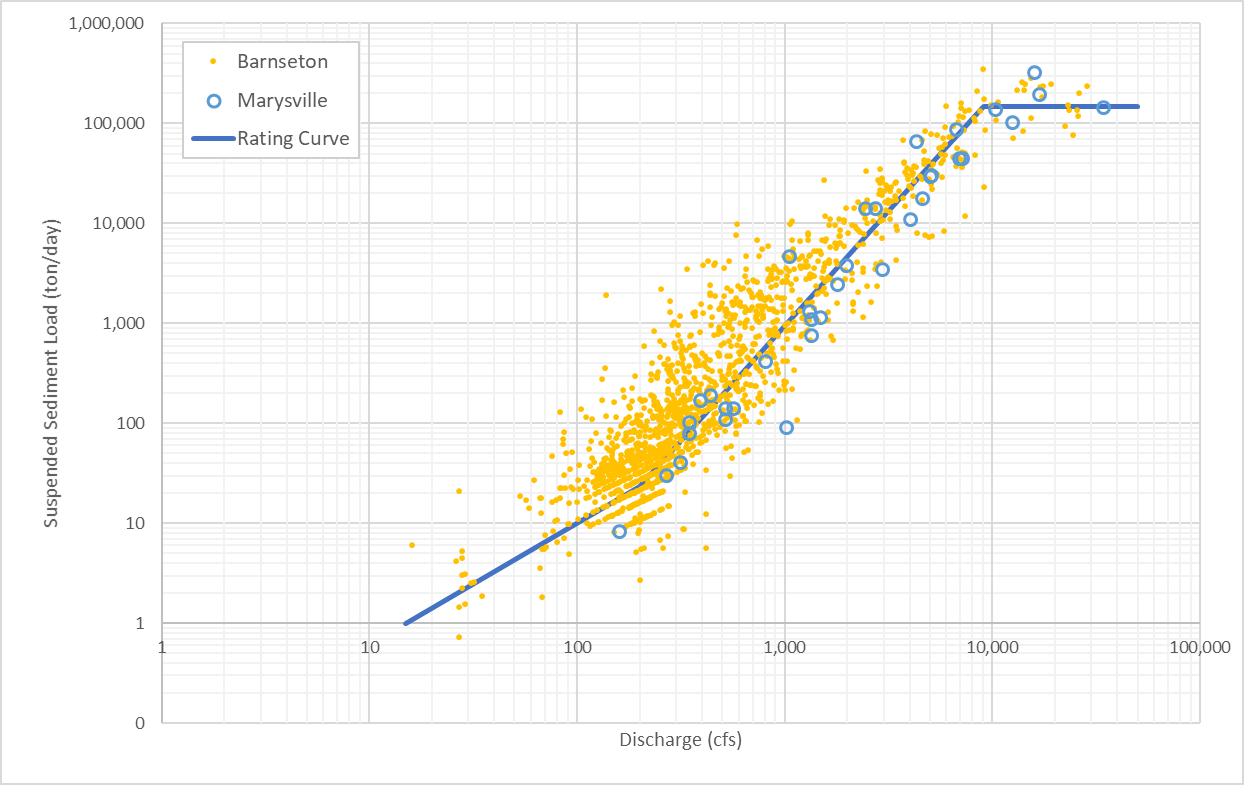 1,000,000
100,000
10,000
1,000
100
10
1
0
Suspended Sediment Load (ton/day)
Barnseton
Marysville
Rating Curve
1 10 100 1,000 10,000 100,000
Discharge (cfs)